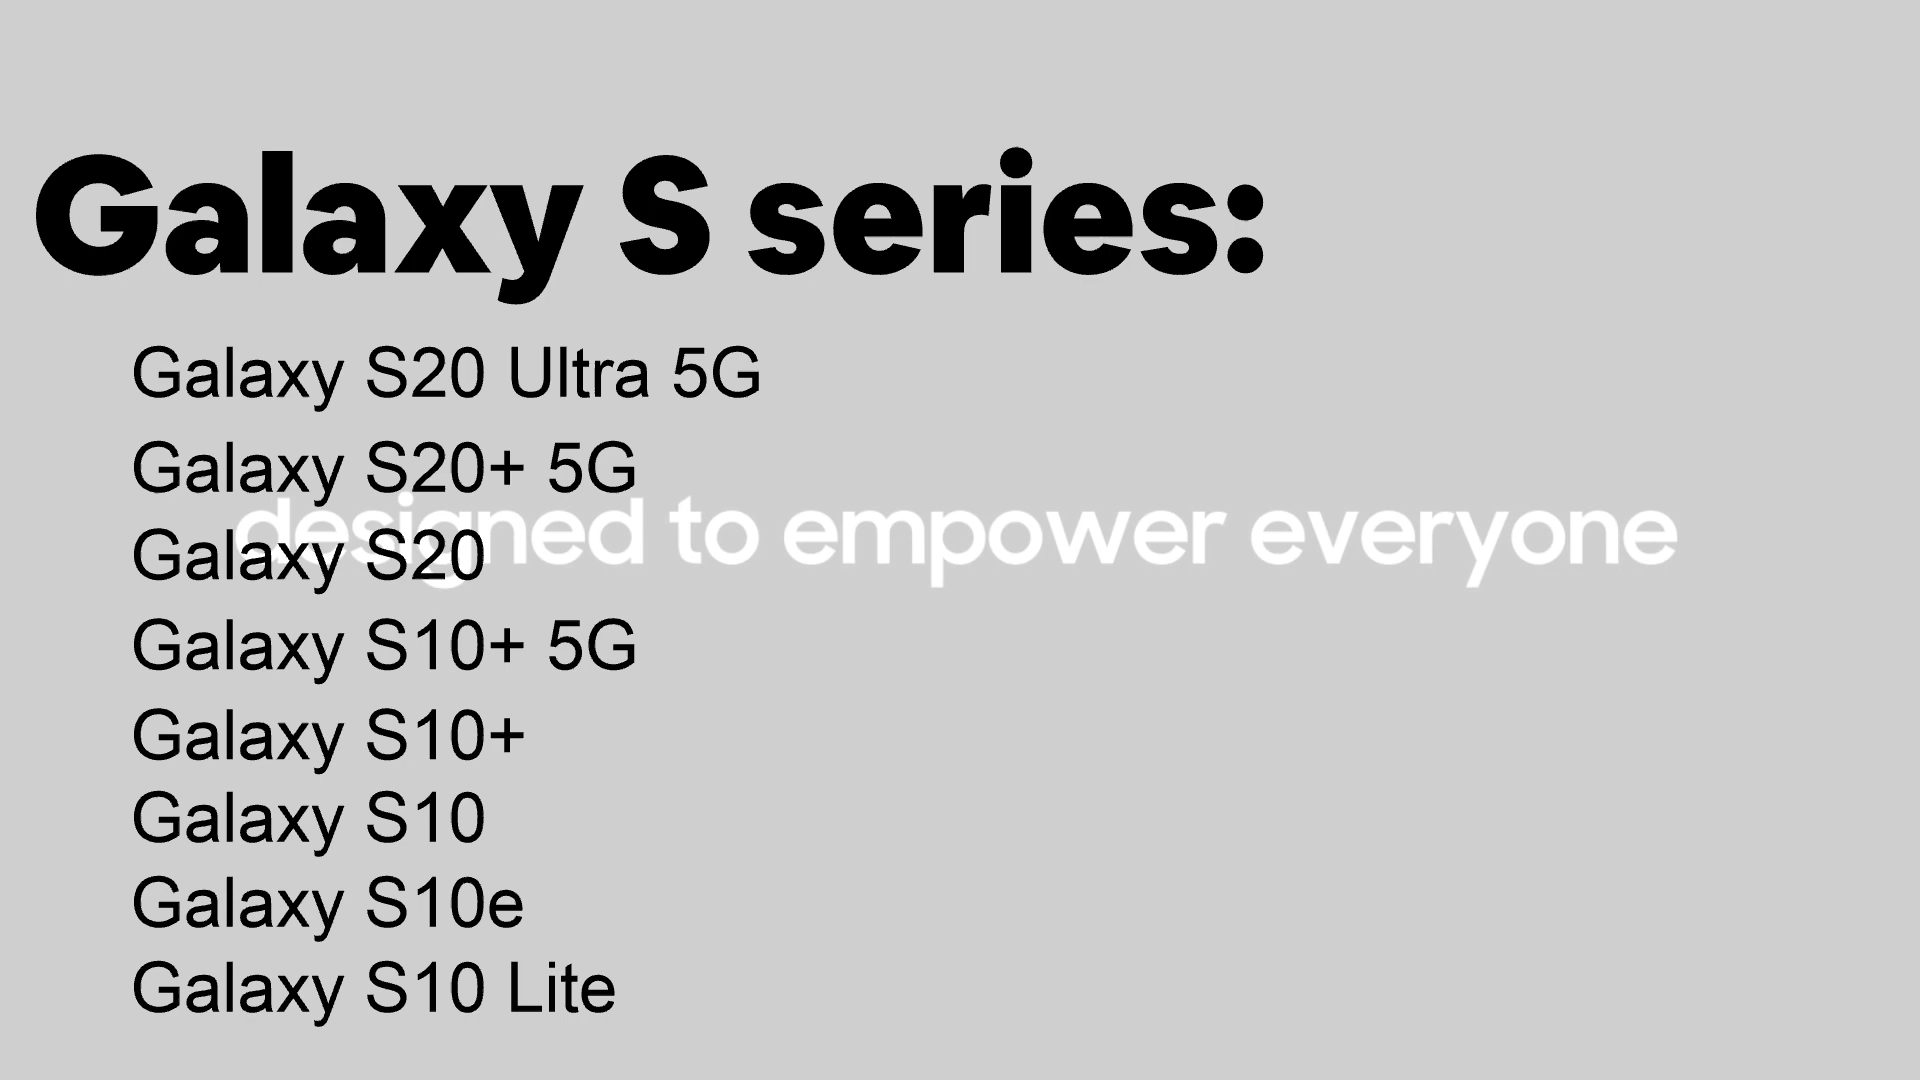 Galaxy S series:
Galaxy S20 Ultra 5G
Galaxy S20+ 5G
designed to empower everyone
Galaxy S20
Galaxy S10+ 5G
Galaxy S10+
Galaxy S10
Galaxy S10e
Galaxy S10 Lite